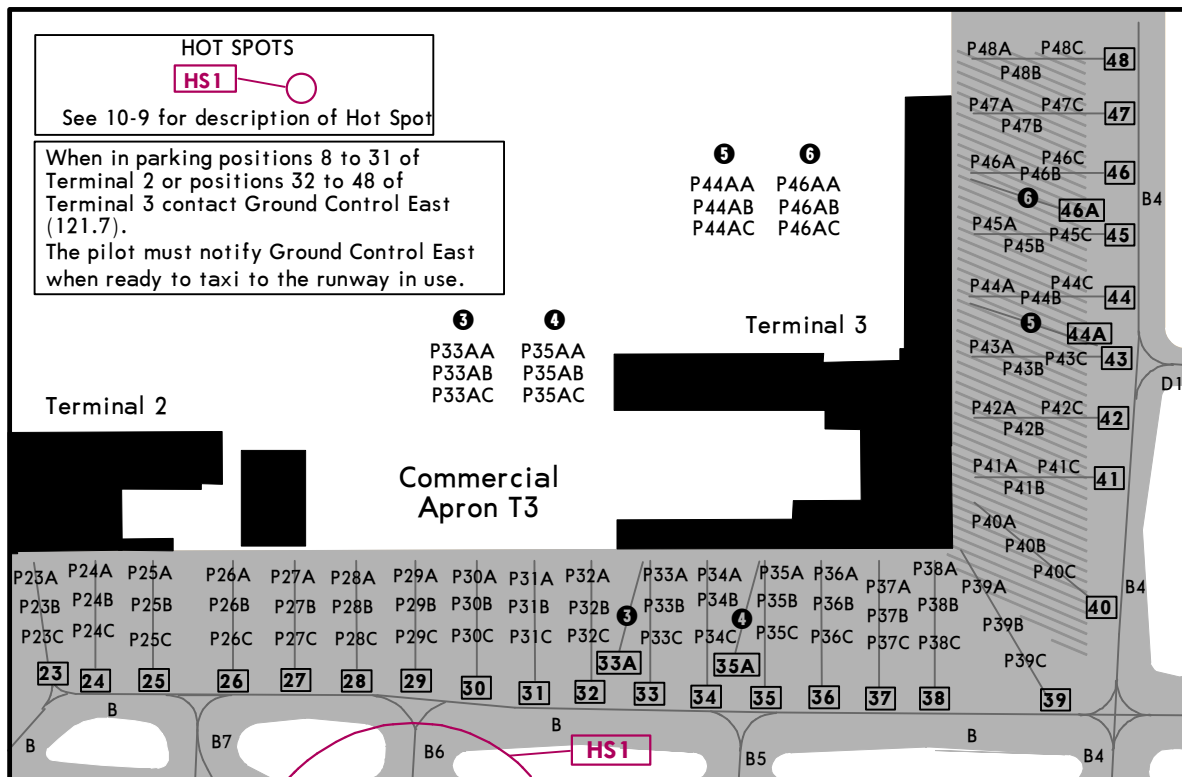 HOT SPOTS
HS1
See 10-9 for description of Hot Spot
When in parking positions 8 to 31 of
Terminal 2 or positions 32 to 48 of
Terminal 3 contact Ground Control East
(121.7).
The pilot must notify Ground Control East
when ready to taxi to the runway in use.
5 6
P44AA P46AA
P44AB P46AB
P44AC P46AC
3 4
P33AA P35AA
P33AB P35AB
P33AC P35AC
Terminal 3
Terminal 2
Commercial
Apron T3
P48A P48C 48
P48B
P47A P47C 47
P47B
P46A P46C 46
P46B
6 46A
B4
P45A P45C 45
P45B
P44A P44C 44
P44B
5 44A
P43A P43C 43
P43B
D1
P42A P42C 42
P42B
P41A P41C 41
P41B
P40A
P40B
P40C
40
B4
P23A P24A P25A P26A P27A P28A P29A P30A P31A P32A P33A P34A P35A P36A P37A P38A P39A
P23B P24B P25B P26B P27B P28B P29B P30B P31B P32B 3 P33B P34B 4 P35B P36B P37B P38B P39B
P23C P24C P25C P26C P27C P28C P29C P30C P31C P32C P33C P34C P35C P36C P37C P38C P39C
33A 35A
23 24 25 26 27 28 29 30 31 32 33 34 35 36 37 38 39
B B B
B B7 B6 HS1 B5 B4